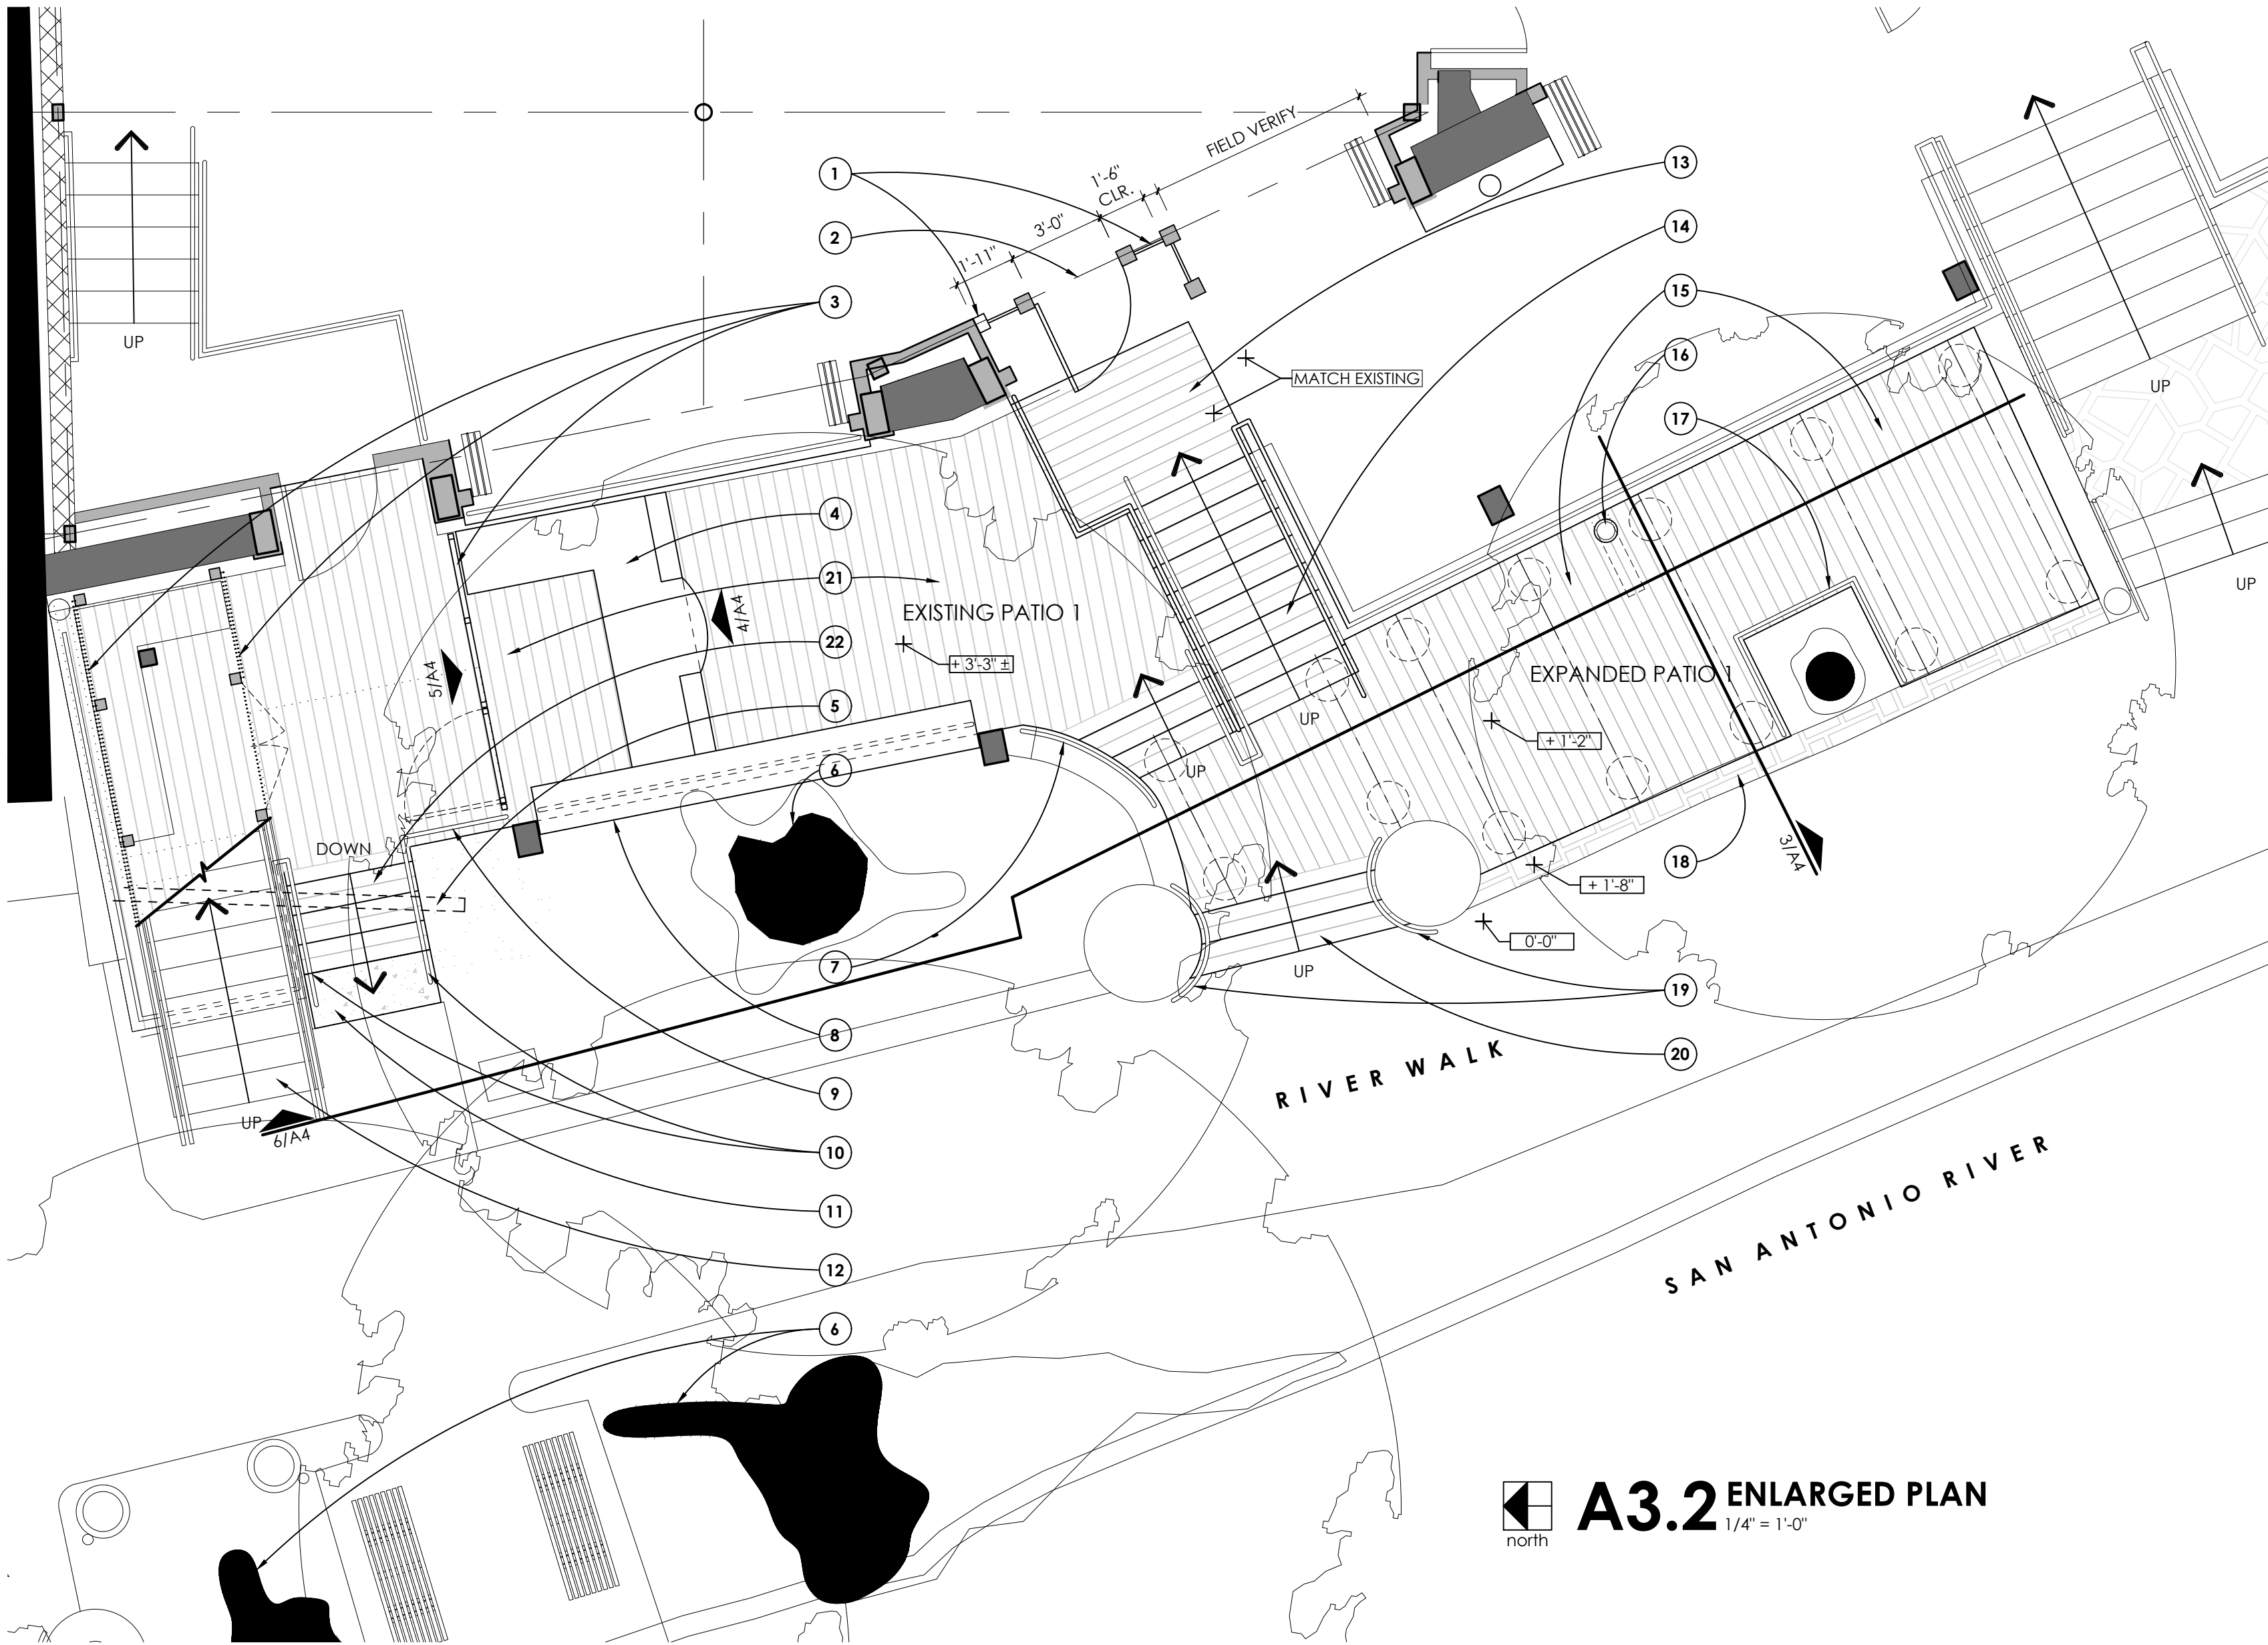 1
FIELD VERIFY
1'-6"
CLR.
3'-0"
1'-11"
2
3
13
14
15
16
17
MATCH EXISTING
UP
UP
UP
4
21
22
5
6
4/A4
5/A4
EXISTING PATIO 1
+ 3'-3" ±
EXPANDED PATIO 1
+ 1'-2"
UP
UP
DOWN
3/A4
18
+ 1'-8"
0'-0"
7
UP
19
20
8
9
10
11
12
6
UP
6/A4
RIVER WALK
SAN ANTONIO RIVER
north
A3.2 ENLARGED PLAN
1/4" = 1'-0"